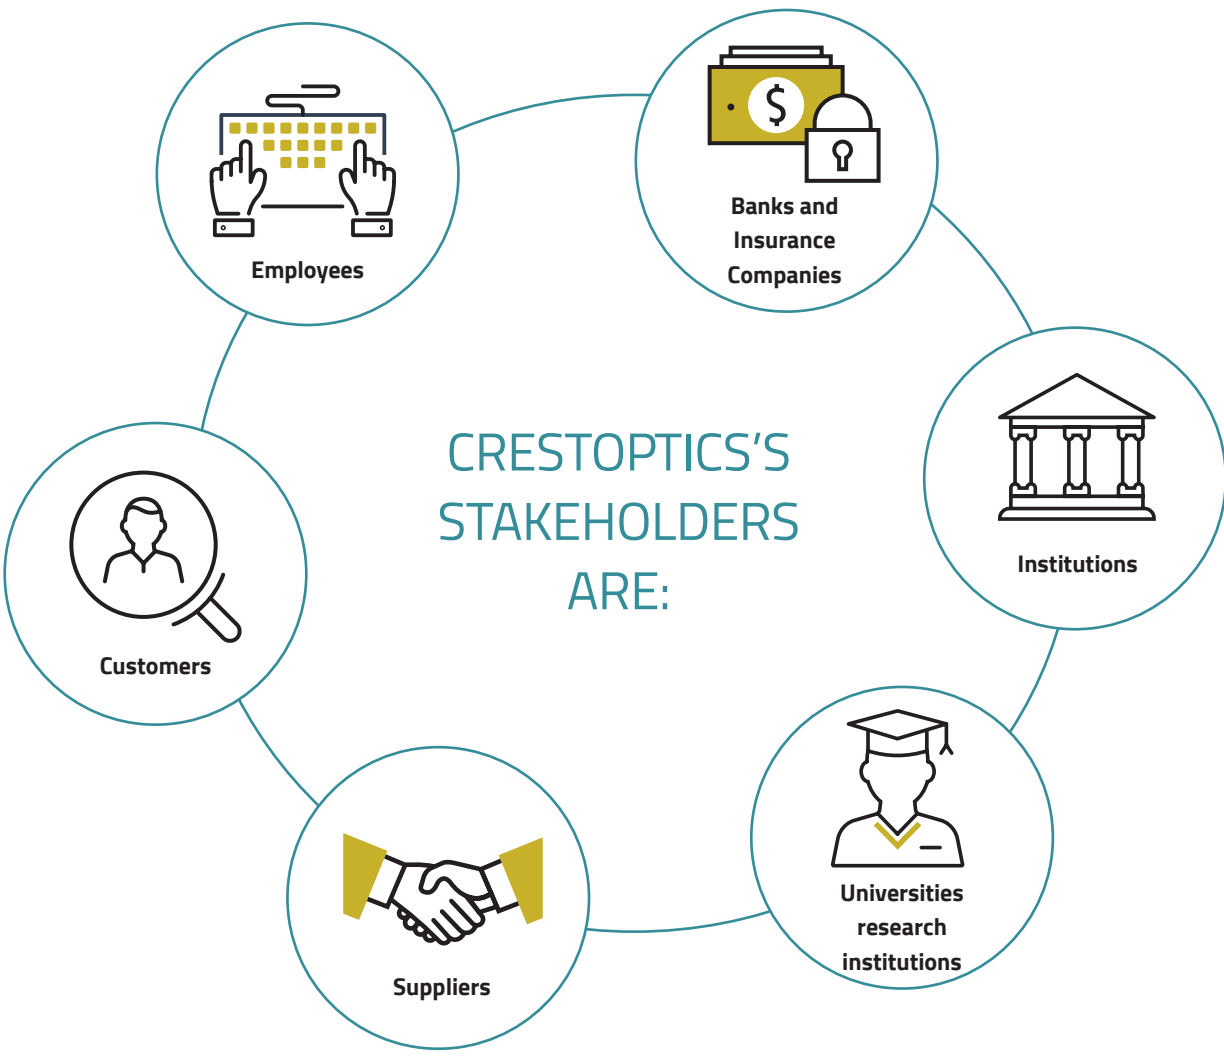 Employees
Banks and
Insurance
Companies
Institutions
Universities
research
institutions
Suppliers
Customers
CRESTOPTICS’S
STAKEHOLDERS
ARE:
$